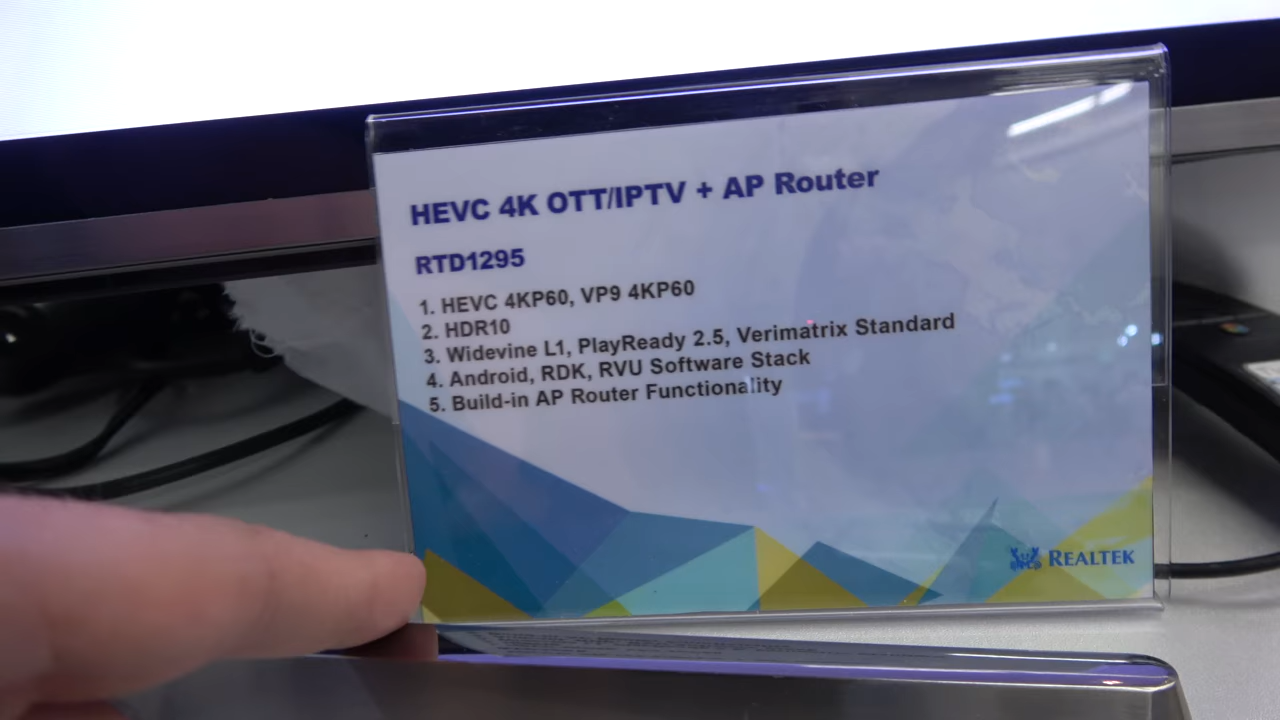 HEVC 4K OTT/IPTV + AP Router
RTD1295
1. HEVC 4KP60, VP9 4KP60
2. HDR10
3. Widevine L1, PlayReady 2.5, Verimatrix Standard
4. Android, RDK, RVU Software Stack
5. Build-in AP Router Functionality
REALTEK